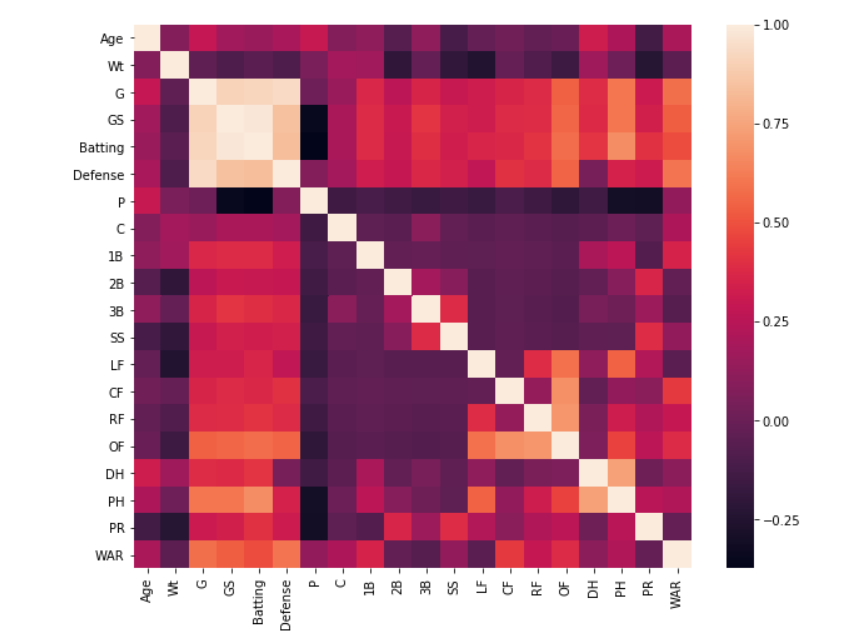 Age
Wt
G
GS
Batting
Defense
P
C
1B
2B
3B
SS
LF
CF
RF
OF
DH
PH
PR
WAR
Age
Wt
G
GS
Batting
Defense
P
C
1B
2B
3B
SS
LF
CF
RF
OF
DH
PH
PR
WAR
1.00
0.75
0.50
0.25
0.00
−0.25